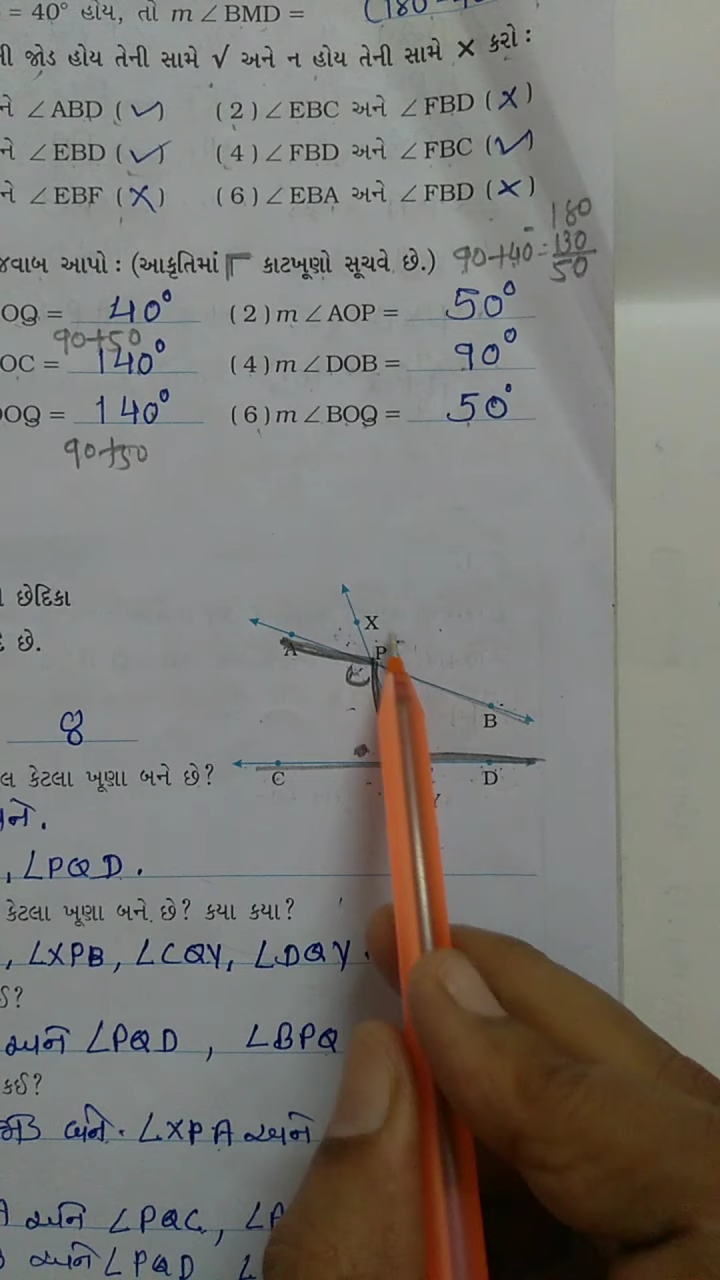 = 40° હોય, તો m ∠BMD = (180
ની જોડ હોય તેની સામે √ અને ન હોય તેની સામે × કરો :
ને ∠ABD (✓) (2) ∠EBC અને ∠FBD (×)
ને ∠EBD (✓) (4) ∠FBD અને ∠FBC (✓)
ને ∠EBF (×) (6) ∠EBA અને ∠FBD (×)
જવાબ આપો : (આકૃતિમાં કાટખૂણો સૂચવે છે.) 90+40= 180
130
50
OQ = 40° (2) m ∠AOP = 50°
90+50
OC = 140° (4) m ∠DOB = 90°
OQ = 140° (6) m ∠BOQ = 50°
90+50
છેદિકા
છે.
X
A
P
B
C
D
Y
8
લ કેટલા ખૂણા બને છે?
બને.
, ∠PQD.
કેટલા ખૂણા બને છે? કયા કયા?
, ∠XPB, ∠CQY, ∠DQY.
અને ∠PQD , ∠BPQ
કઈ?
બને. ∠XPA અને
અને ∠PQC,
અને ∠PQD